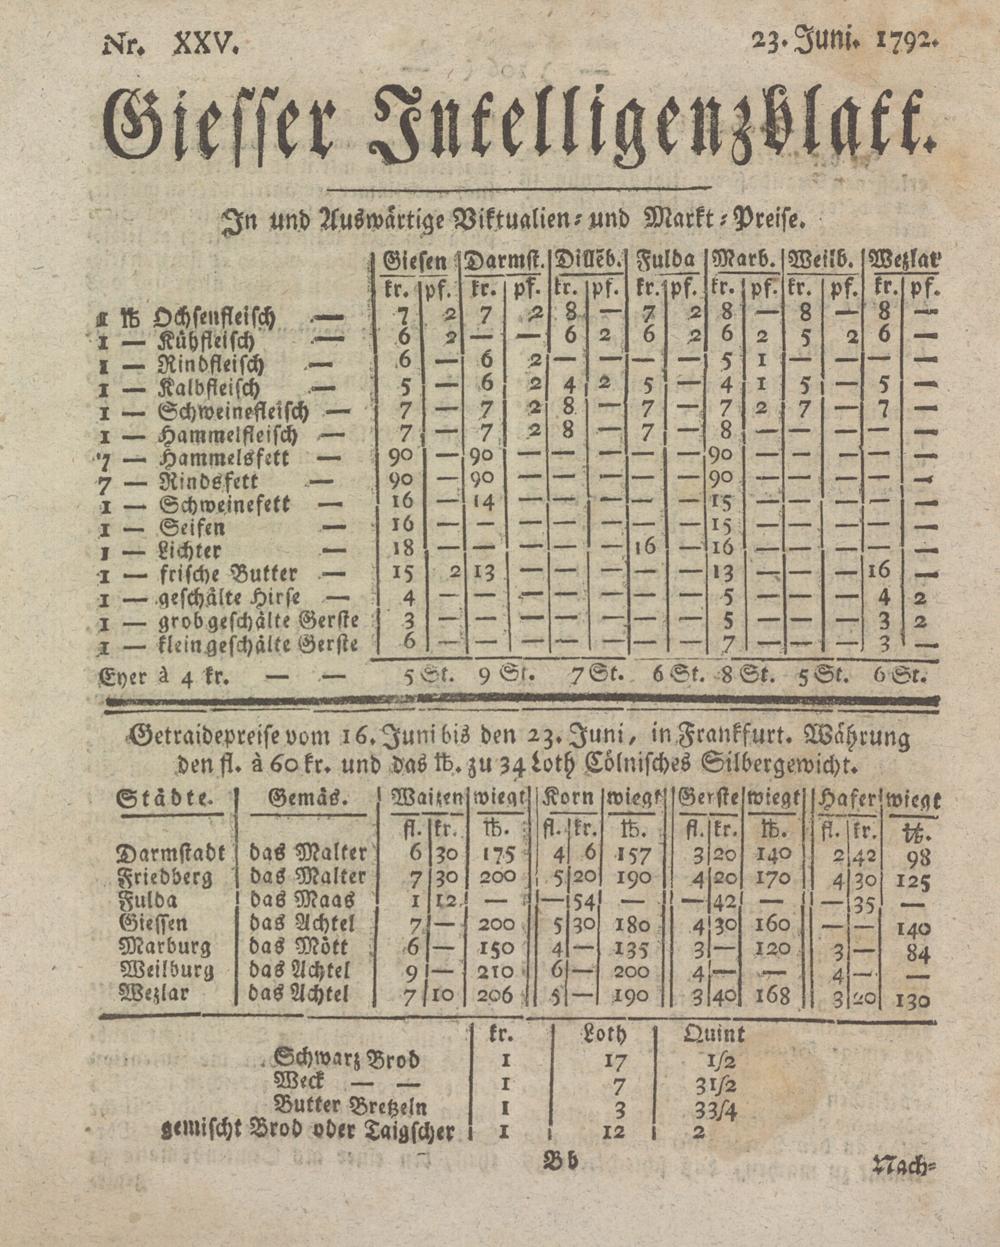 Nr. XXV. 23. Juni. 1792.
Giesser Intelligenzblatt.
In und Auswärtige Viktualien- und Markt-Preise.
Giesen Darmst. Dillēb. Fulda Marb. Weilb. Wezlar
kr. pf. kr. pf. kr. pf. kr. pf. kr. pf. kr. pf. kr. pf.
1 ℔ Ochsenfleisch — 7 2 7 2 8 — 7 2 8 — 8 — 8 —
1 — Kühfleisch — 6 2 — — 6 2 6 2 6 2 5 2 6 —
1 — Rindfleisch — 6 — 6 2 — — — — 5 1 — — — —
1 — Kalbfleisch — 5 — 6 2 4 2 5 — 4 1 5 — 5 —
1 — Schweinefleisch — 7 — 7 2 8 — 7 — 7 2 7 — 7 —
1 — Hammelfleisch — 7 — 7 2 8 — 7 — 8 — — — — —
7 — Hammelsfett — 90 — 90 — — — — — 90 — — — — —
7 — Rindsfett — 90 — 90 — — — — — 90 — — — — —
1 — Schweinefett — 16 — 14 — — — — — 15 — — — — —
1 — Seifen — 16 — — — — — — — 15 — — — — —
1 — Lichter — 18 — — — — — 16 — 16 — — — — —
1 — frische Butter — 15 2 13 — — — — — 13 — — — 16 —
1 — geschälte Hirse — 4 — — — — — — — 5 — — — 4 2
1 — grob geschälte Gerste 3 — — — — — — — 5 — — — 3 2
1 — klein geschälte Gerste 6 — — — — — — — 7 — — — 3 —
Eyer à 4 kr. — — 5 St. 9 St. 7 St. 6 St. 8 St. 5 St. 6 St.
Getraidepreise vom 16. Juni bis den 23. Juni, in Frankfurt. Währung
den fl. à 60 kr. und das ℔. zu 34 Loth Cölnisches Silbergewicht.
Städte. Gemäs. Waizen wiegt Korn wiegt Gerste wiegt Hafer wiegt
fl. kr. ℔. fl. kr. ℔. fl. kr. ℔. fl. kr. ℔.
Darmstadt das Malter 6 30 175 4 6 157 3 20 140 2 42 98
Friedberg das Malter 7 30 200 5 20 190 4 20 170 4 30 125
Fulda das Maas 1 12 — — 54 — — 42 — — 35 —
Giessen das Achtel 7 — 200 5 30 180 4 30 160 — — 140
Marburg das Mött 6 — 150 4 — 135 3 — 120 3 — 84
Weilburg das Achtel 9 — 210 6 — 200 4 — — 4 — —
Wezlar das Achtel 7 10 206 5 — 190 3 40 168 3 20 130
kr. Loth Quint
Schwarz Brod 1 17 1/2
Weck — — 1 7 3 1/2
Butter Bretzeln 1 3 3 3/4
gemischt Brod oder Taigscher 1 12 2
Bb Nach-